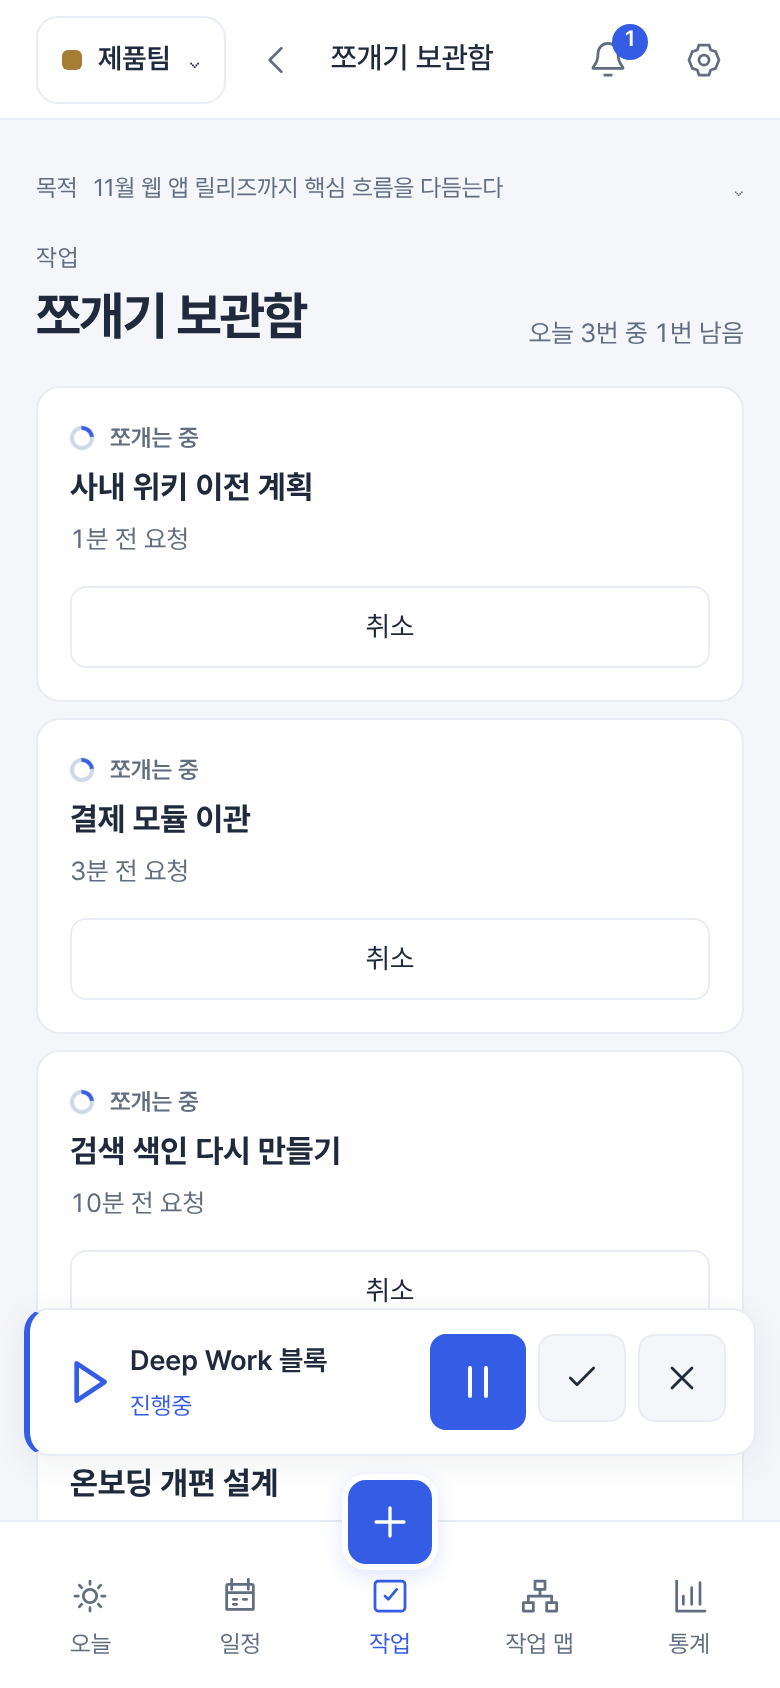 제품팀
쪼개기 보관함
1
목적 11월 웹 앱 릴리즈까지 핵심 흐름을 다듬는다
작업
쪼개기 보관함
오늘 3번 중 1번 남음
쪼개는 중
사내 위키 이전 계획
1분 전 요청
취소
쪼개는 중
결제 모듈 이관
3분 전 요청
취소
쪼개는 중
검색 색인 다시 만들기
10분 전 요청
취소
Deep Work 블록
진행중
온보딩 개편 설계
오늘
일정
작업
작업 맵
통계